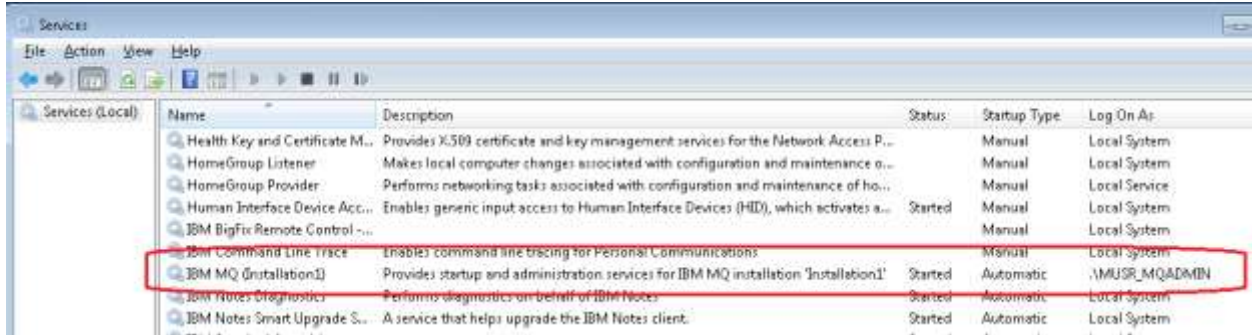 Services
File Action View Help
Services (Local)
Name Description Status Startup Type Log On As
Health Key and Certificate M... Provides X.509 certificate and key management services for the Network Access P... Manual Local System
HomeGroup Listener Makes local computer changes associated with configuration and maintenance o... Manual Local System
HomeGroup Provider Performs networking tasks associated with configuration and maintenance of ho... Manual Local Service
Human Interface Device Acc... Enables generic input access to Human Interface Devices (HID), which activates a... Started Manual Local System
IBM BigFix Remote Control -... Manual Local System
IBM Command Line Trace Enables command line tracing for Personal Communications Manual Local System
IBM MQ (Installation1) Provides startup and administration services for IBM MQ installation 'Installation1' Started Automatic .\MUSR_MQADMIN
IBM Notes Diagnostics Performs diagnostics on behalf of IBM Notes Started Automatic Local System
IBM Notes Smart Upgrade S... A service that helps upgrade the IBM Notes client. Started Automatic Local System